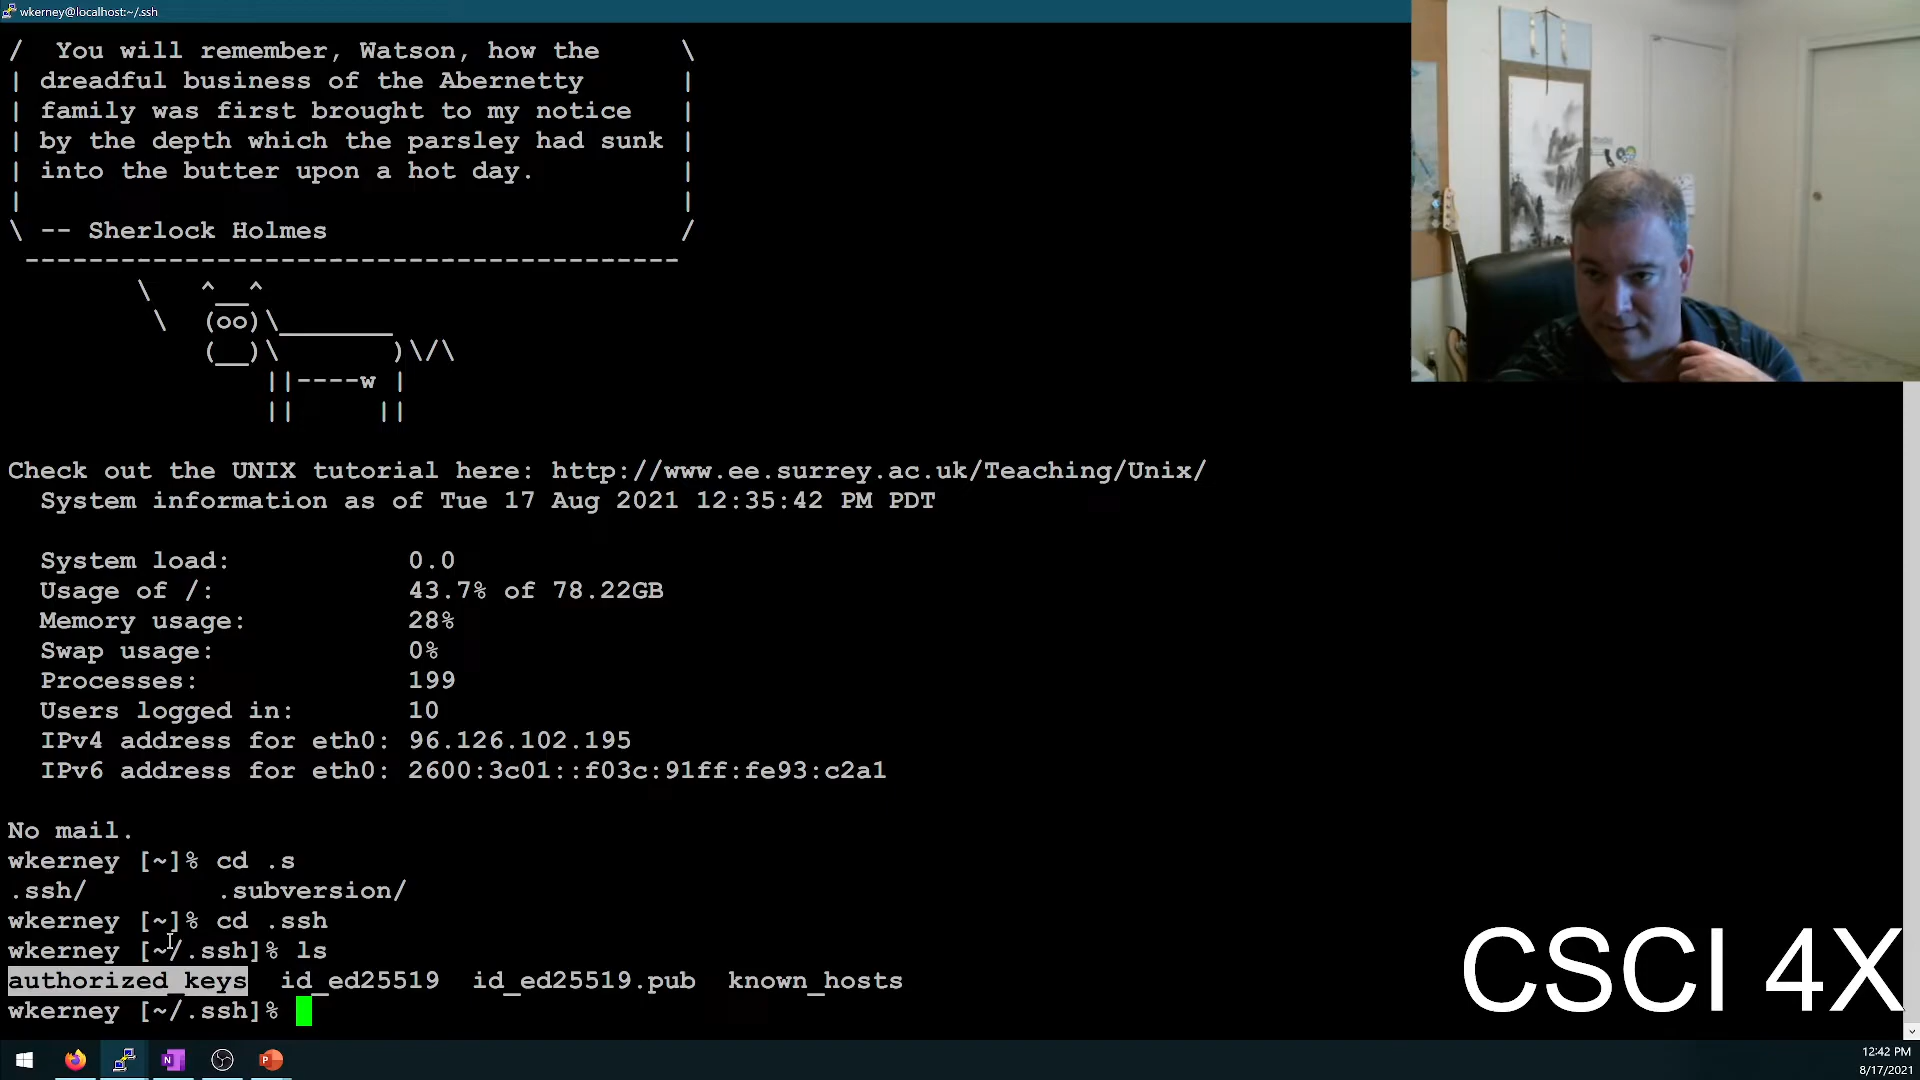 wkerney@localhost:~/.ssh
/  You will remember, Watson, how the     \
| dreadful business of the Abernetty      |
| family was first brought to my notice   |
| by the depth which the parsley had sunk |
| into the butter upon a hot day.         |
|                                         |
\ -- Sherlock Holmes                      /
 -----------------------------------------
        \   ^__^
         \  (oo)\_______
            (__)\       )\/\
                ||----w |
                ||     ||
Check out the UNIX tutorial here: http://www.ee.surrey.ac.uk/Teaching/Unix/
  System information as of Tue 17 Aug 2021 12:35:42 PM PDT
  System load:           0.0
  Usage of /:            43.7% of 78.22GB
  Memory usage:          28%
  Swap usage:            0%
  Processes:             199
  Users logged in:       10
  IPv4 address for eth0: 96.126.102.195
  IPv6 address for eth0: 2600:3c01::f03c:91ff:fe93:c2a1
No mail.
wkerney [~]% cd .s
.ssh/        .subversion/
wkerney [~]% cd .ssh
wkerney [~/.ssh]% ls
authorized_keys  id_ed25519  id_ed25519.pub  known_hosts
wkerney [~/.ssh]%
CSCI 4X
12:42 PM
8/17/2021